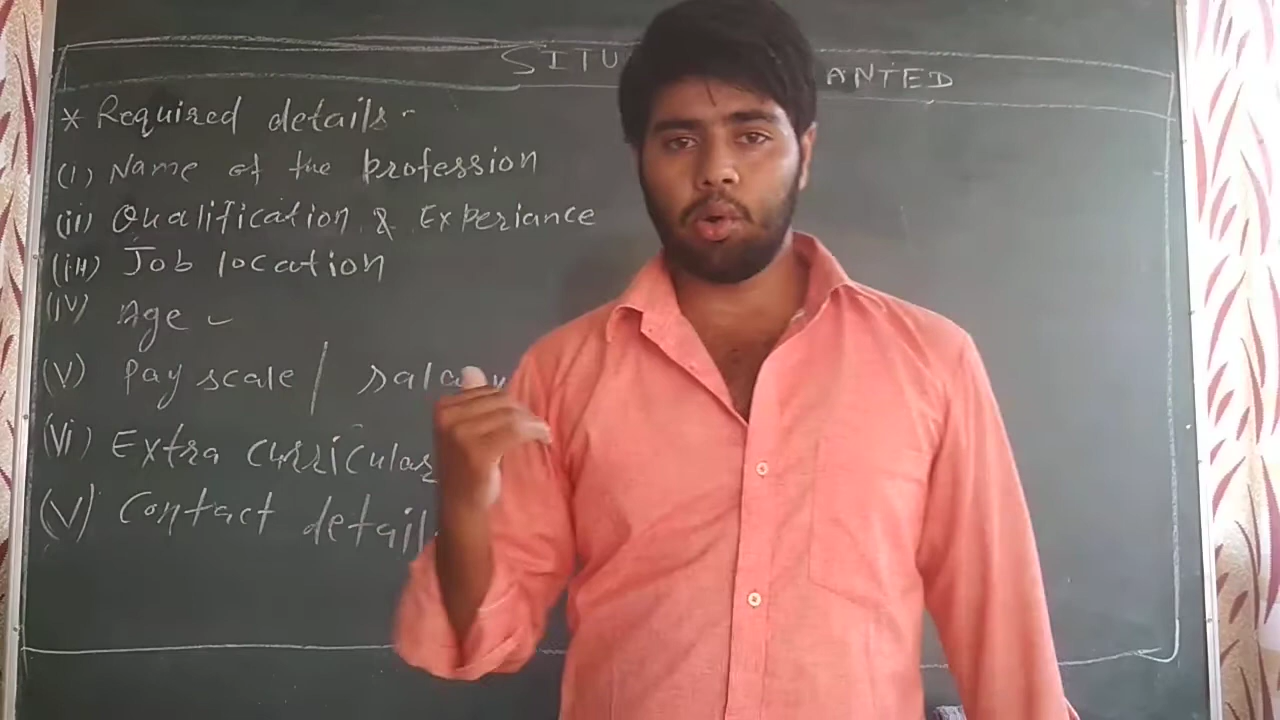 SITU ANTED
* Required details-
(i) Name of the profession
(ii) Qualification & Experiance
(iii) Job location
(iv) Age -
(v) Pay scale / salary
(vi) Extra curricular
(v) Contact detail